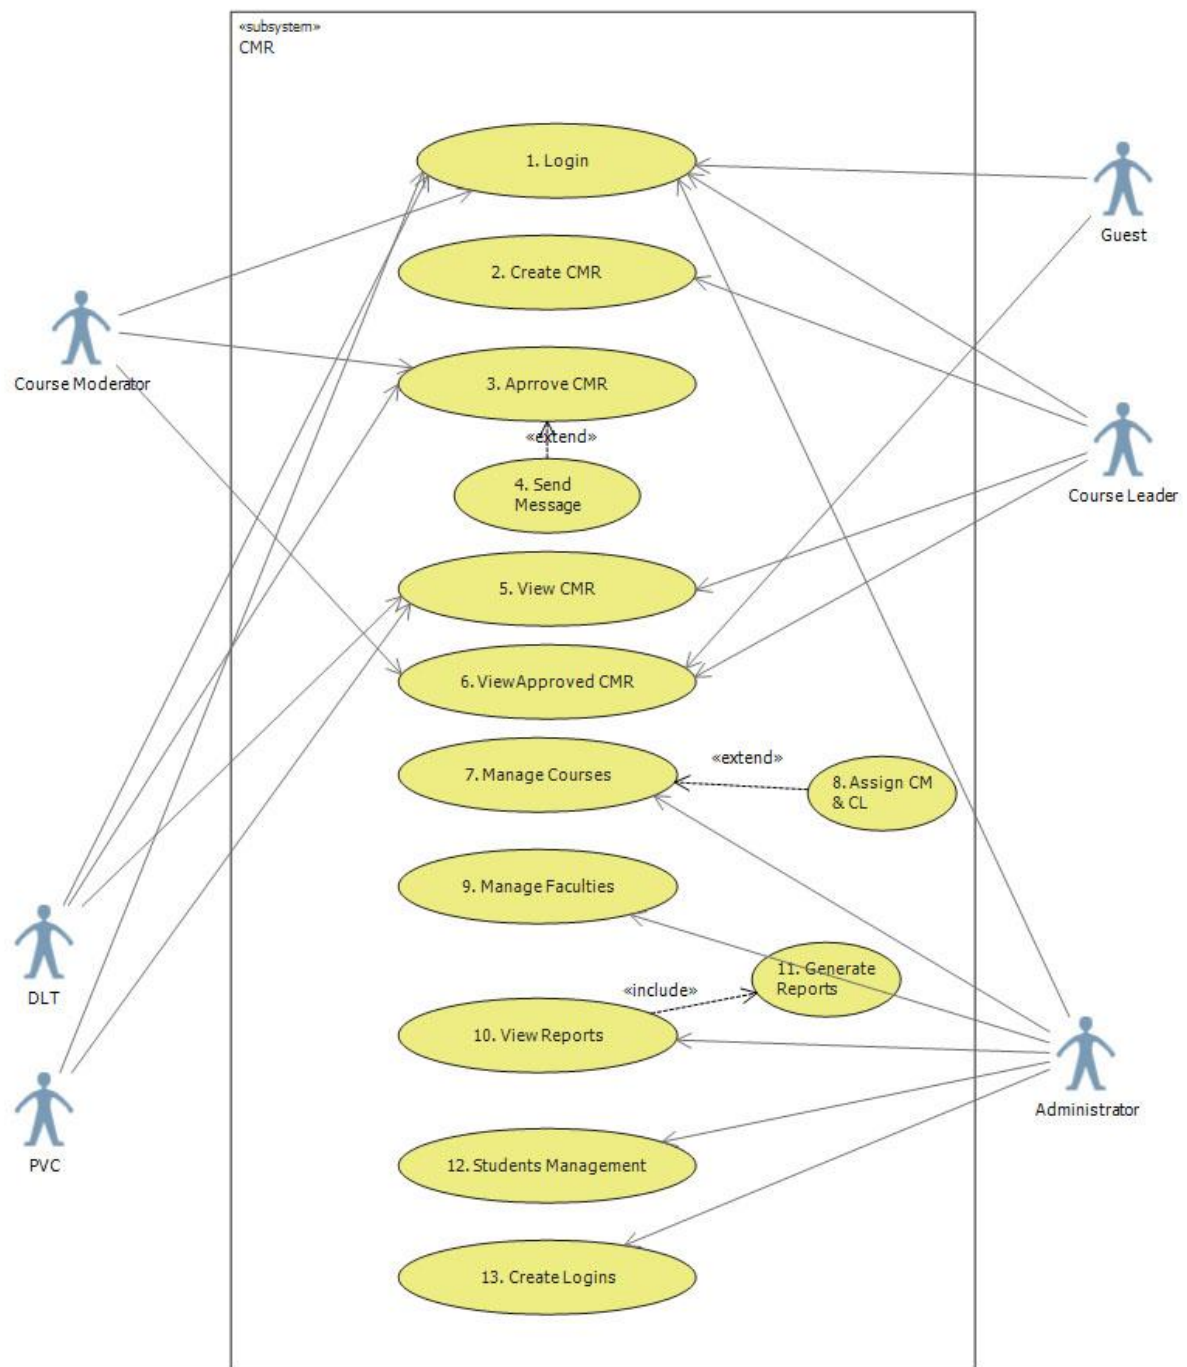 «subsystem»
CMR
1. Login
Guest
2. Create CMR
Course Moderator
3. Aprrove CMR
«extend»
4. Send
Message
Course Leader
5. View CMR
6. View Approved CMR
7. Manage Courses
«extend»
8. Assign CM
& CL
9. Manage Faculties
DLT
11. Generate
Reports
«include»
10. View Reports
Administrator
PVC
12. Students Management
13. Create Logins